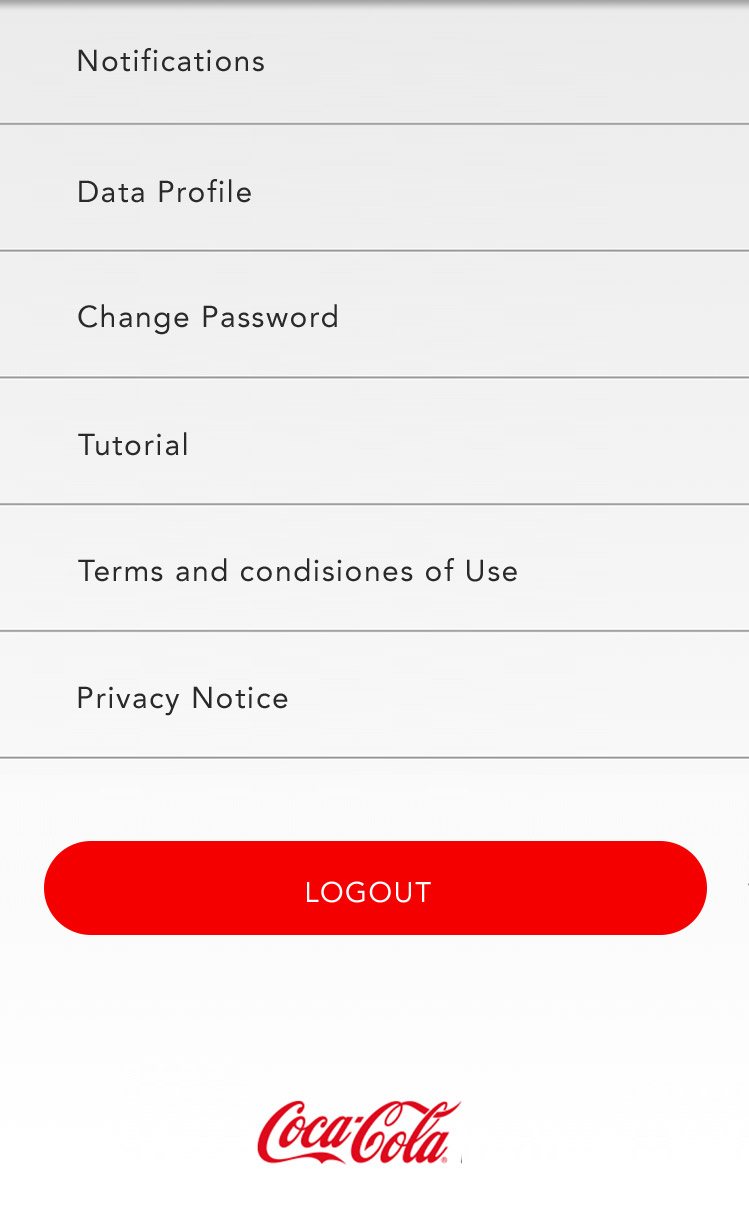 Notifications
Data Profile
Change Password
Tutorial
Terms and condisiones of Use
Privacy Notice
LOGOUT
Coca-Cola